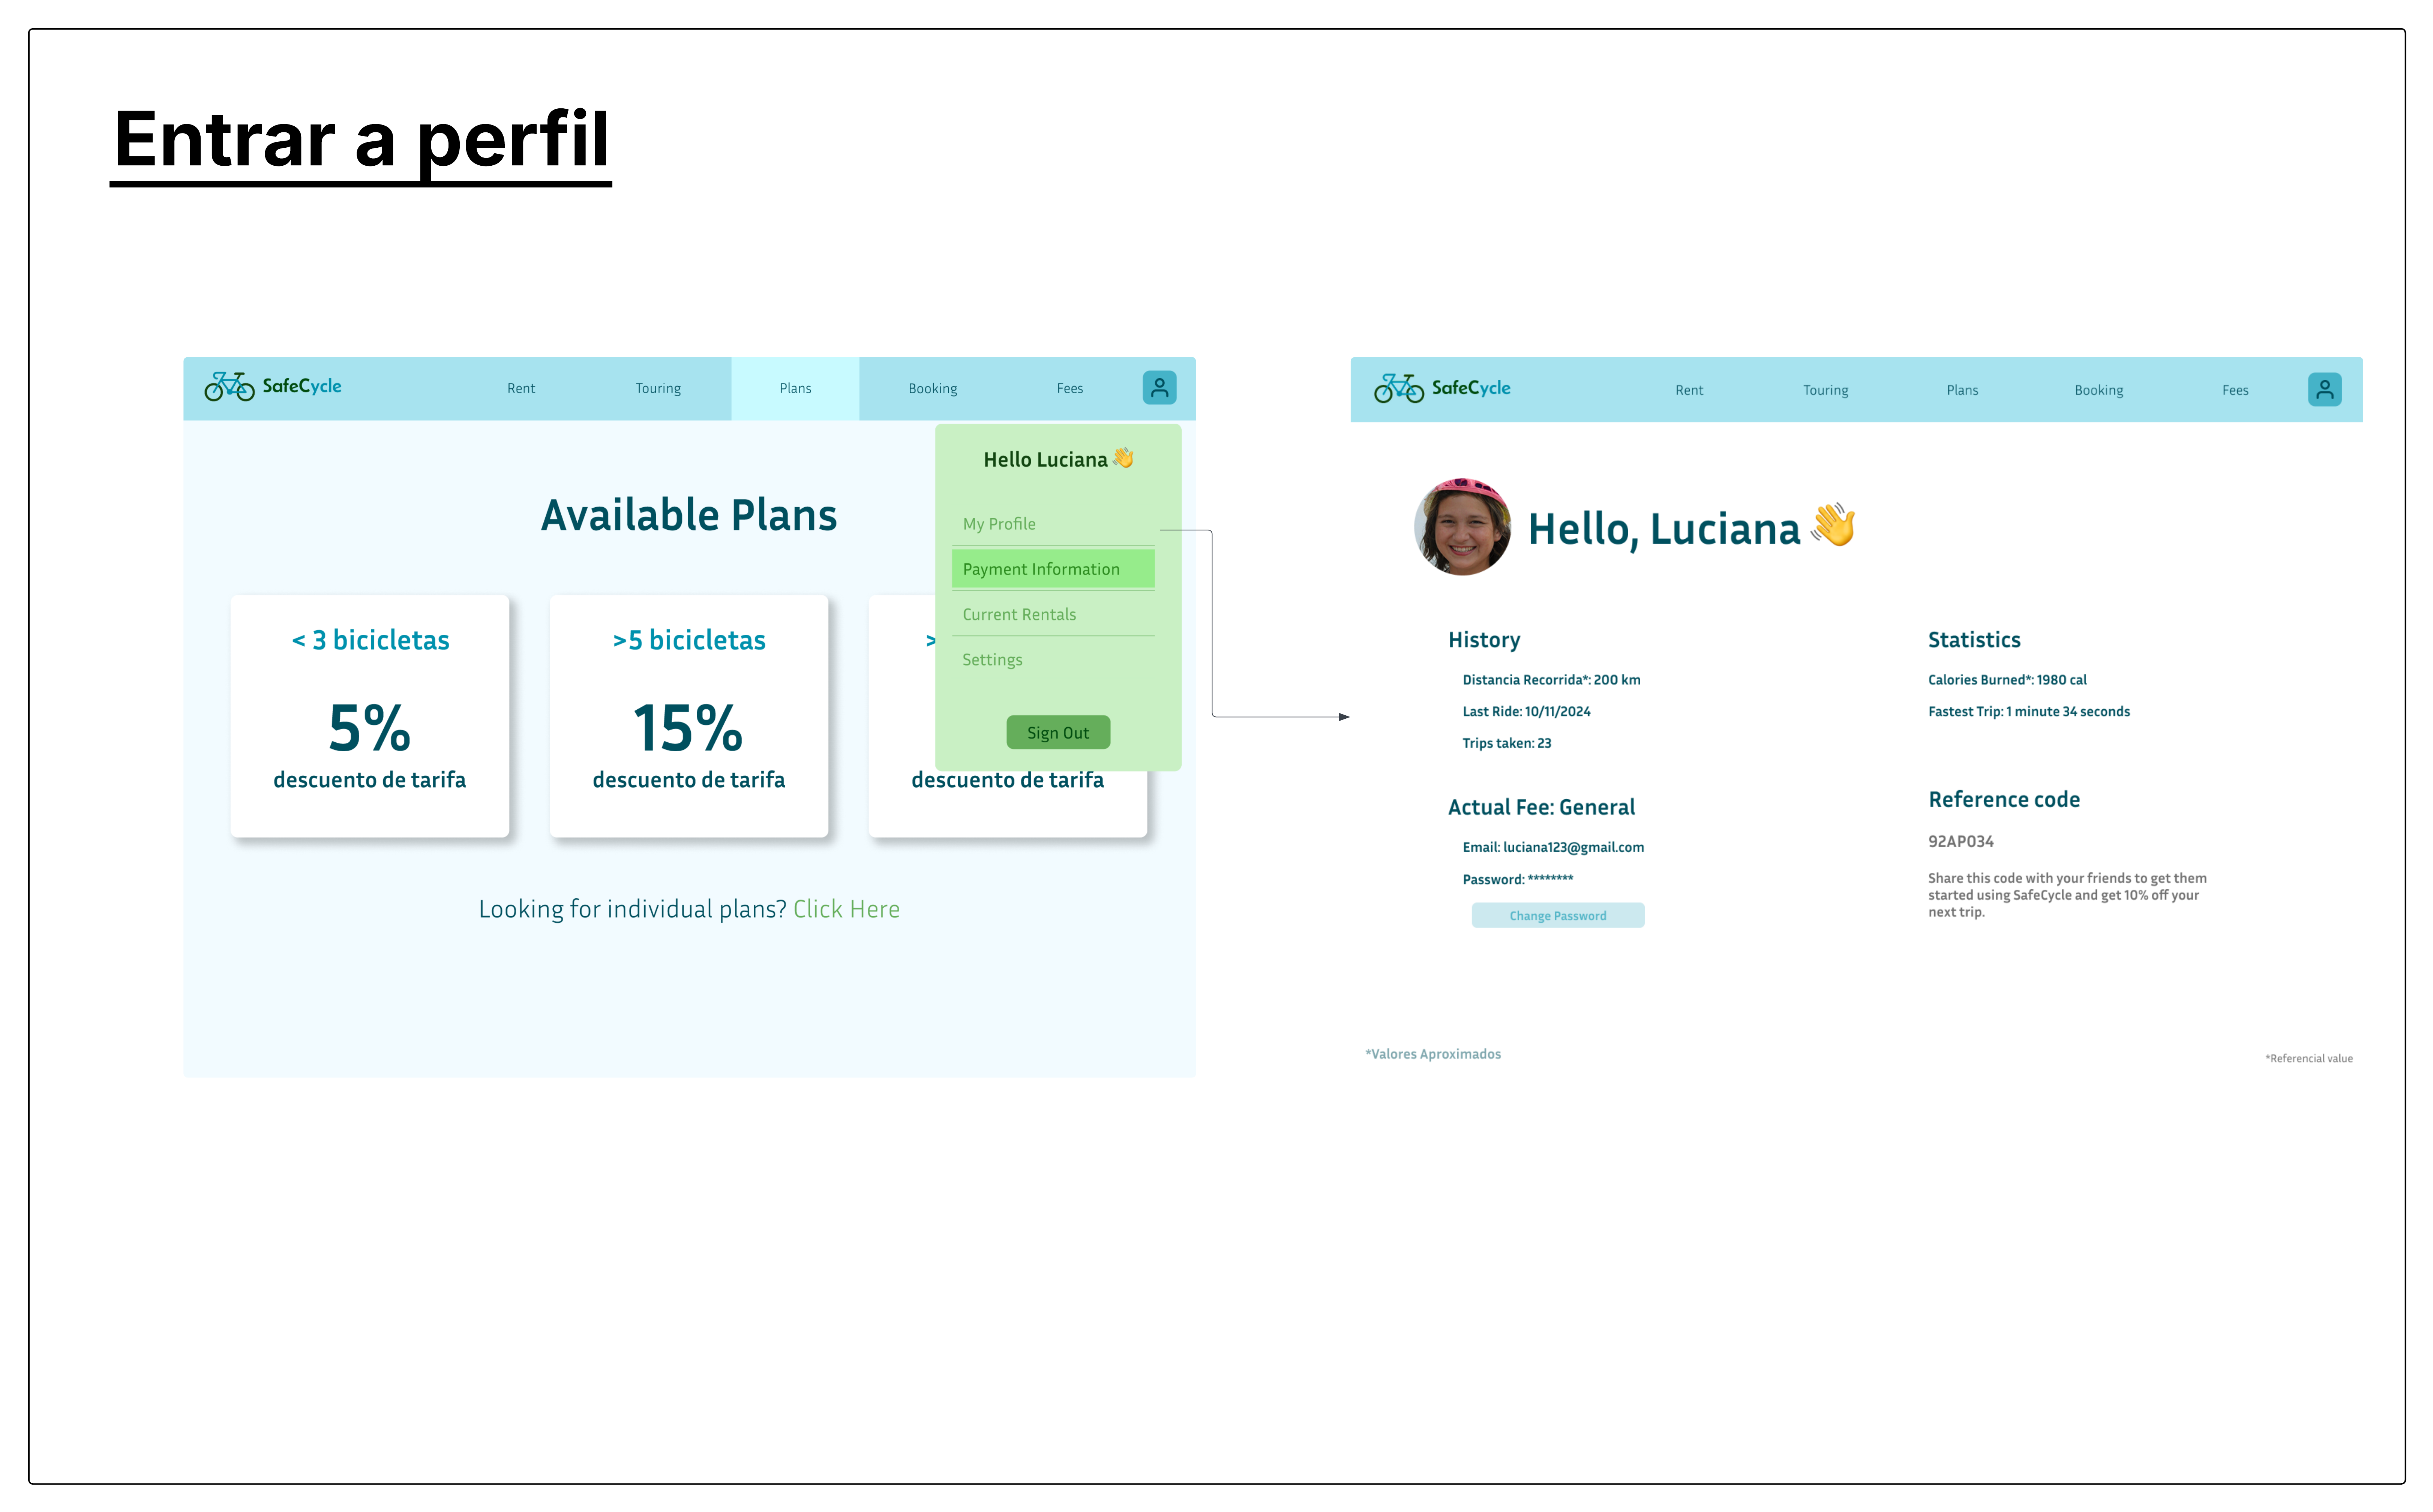 Entrar a perfil
SafeCycle
Rent
Touring
Plans
Booking
Fees
Hello Luciana 👋
My Profile
Payment Information
Current Rentals
Settings
Sign Out
Available Plans
< 3 bicicletas
5%
descuento de tarifa
>5 bicicletas
15%
descuento de tarifa
>
descuento de tarifa
Looking for individual plans? Click Here
SafeCycle
Rent
Touring
Plans
Booking
Fees
Hello, Luciana 👋
History
Distancia Recorrida*: 200 km
Last Ride: 10/11/2024
Trips taken: 23
Actual Fee: General
Email: luciana123@gmail.com
Password: ********
Change Password
Statistics
Calories Burned*: 1980 cal
Fastest Trip: 1 minute 34 seconds
Reference code
92APO34
Share this code with your friends to get them
started using SafeCycle and get 10% off your
next trip.
*Valores Aproximados
*Referencial value